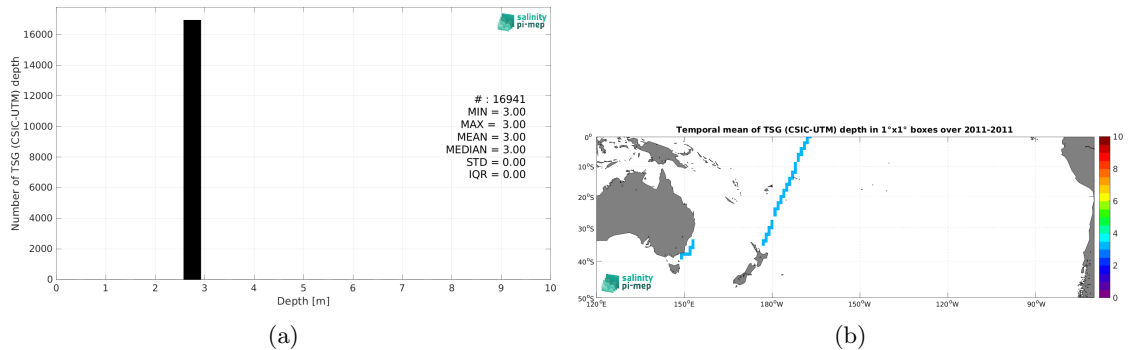 salinity
pi-mep
16000
14000
12000
10000
8000
6000
4000
2000
0
Number of TSG (CSIC-UTM) depth
# : 16941
MIN = 3.00
MAX = 3.00
MEAN = 3.00
MEDIAN = 3.00
STD = 0.00
IQR = 0.00
0 1 2 3 4 5 6 7 8 9 10
Depth [m]
(a)
Temporal mean of TSG (CSIC-UTM) depth in 1°x1° boxes over 2011-2011
0°
10°S
20°S
30°S
40°S
50°S
120°E 150°E 180°W 150°W 120°W 90°W
salinity
pi-mep
10
8
6
4
2
0
(b)